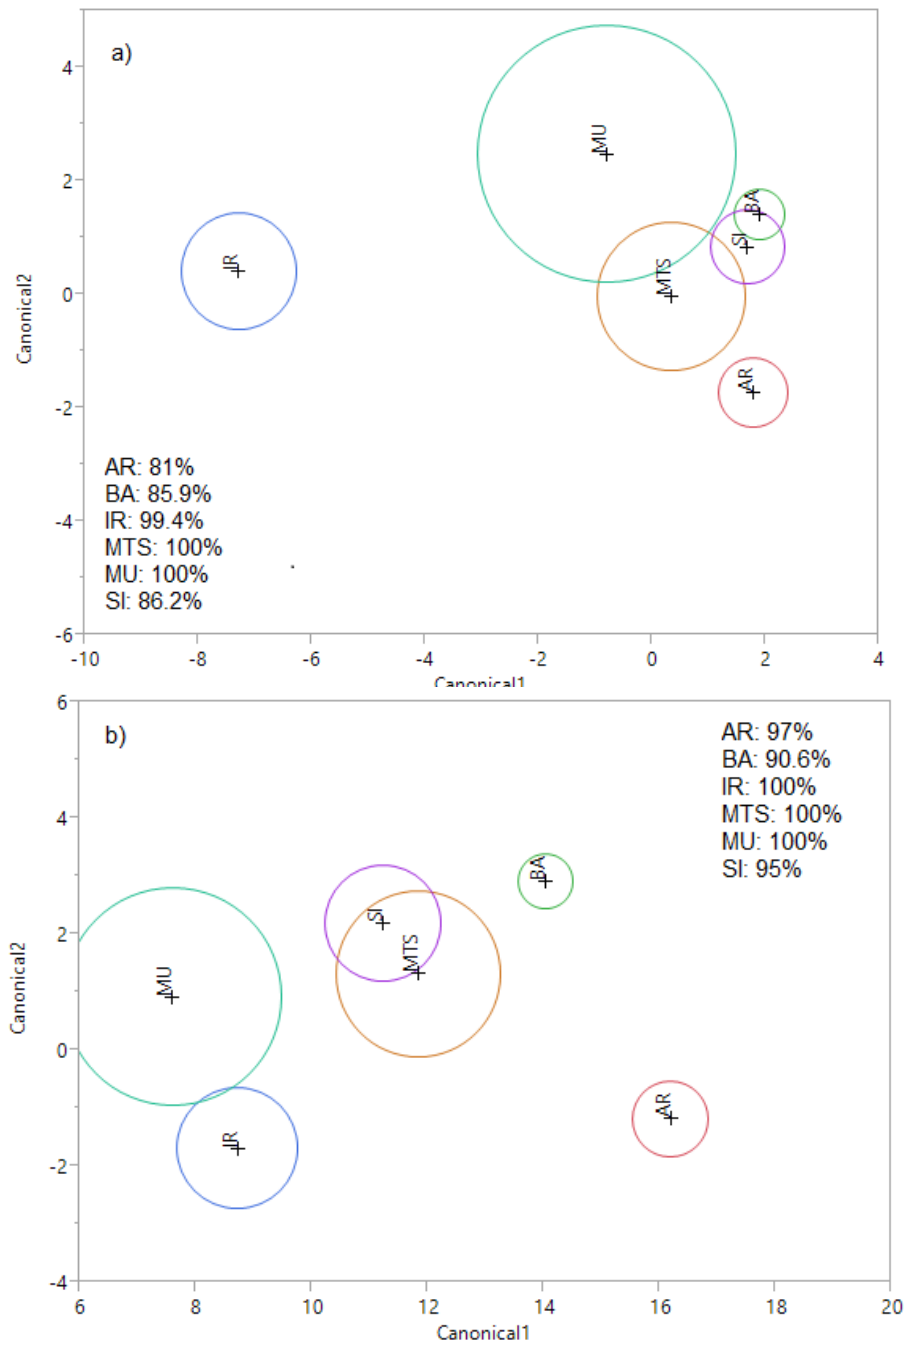 a)
4
2
0
-2
-4
-6
Canonical2
MU
BA
SI
IR
MTS
AR
AR: 81%
BA: 85.9%
IR: 99.4%
MTS: 100%
MU: 100%
SI: 86.2%
-10 -8 -6 -4 -2 0 2 4
Canonical1
b)
6
4
2
0
-2
-4
Canonical2
AR: 97%
BA: 90.6%
IR: 100%
MTS: 100%
MU: 100%
SI: 95%
BA
SI
MTS
MU
AR
IR
6 8 10 12 14 16 18 20
Canonical1